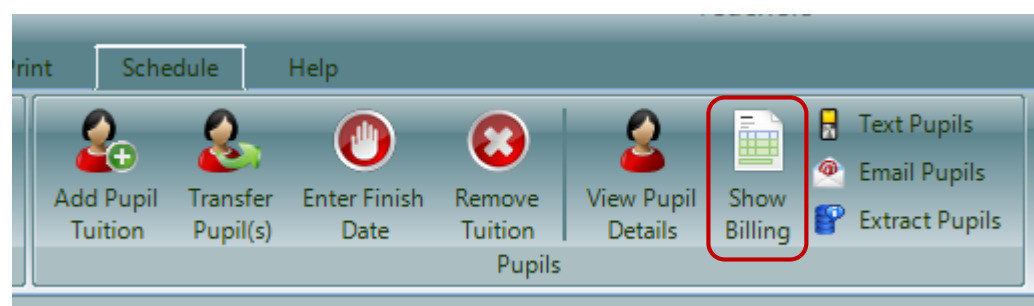 Schedule
Help
Add Pupil
Tuition
Transfer
Pupil(s)
Enter Finish
Date
Remove
Tuition
View Pupil
Details
Show
Billing
Text Pupils
Email Pupils
Extract Pupils
Pupils